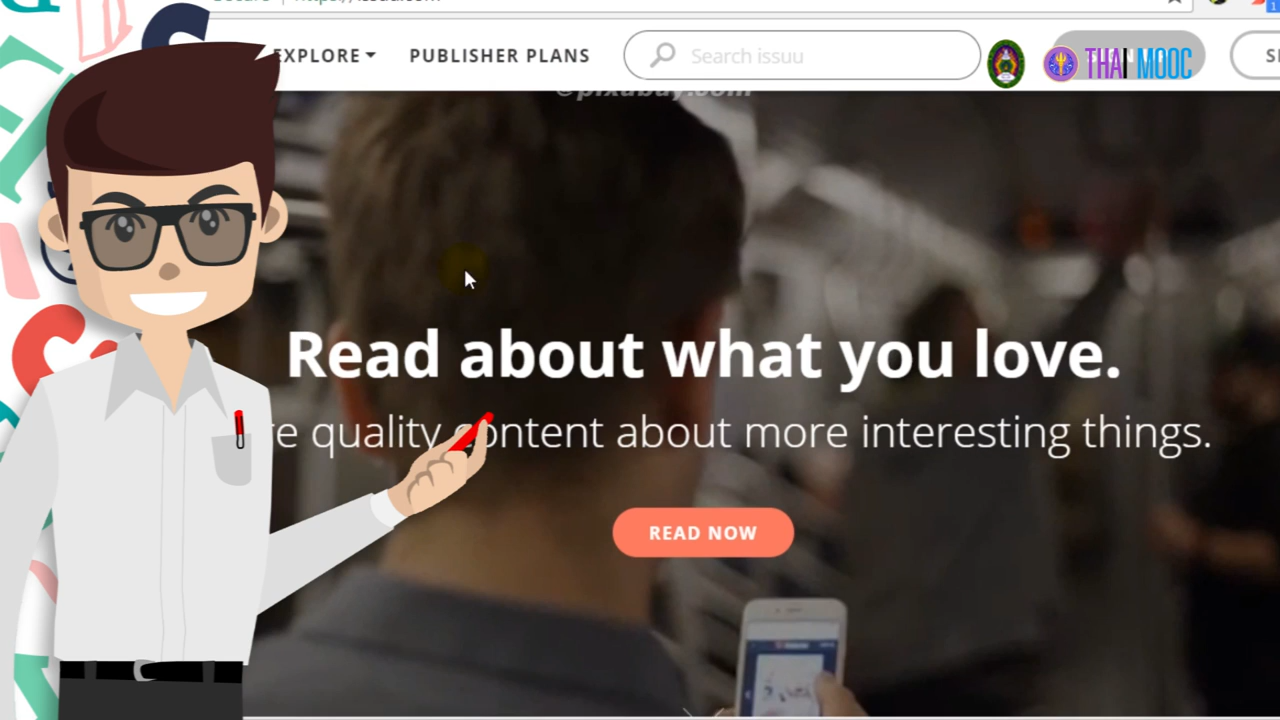 EXPLORE PUBLISHER PLANS Search issuu THAI MOOC
@pixabay.com
Read about what you love.
re quality content about more interesting things.
READ NOW